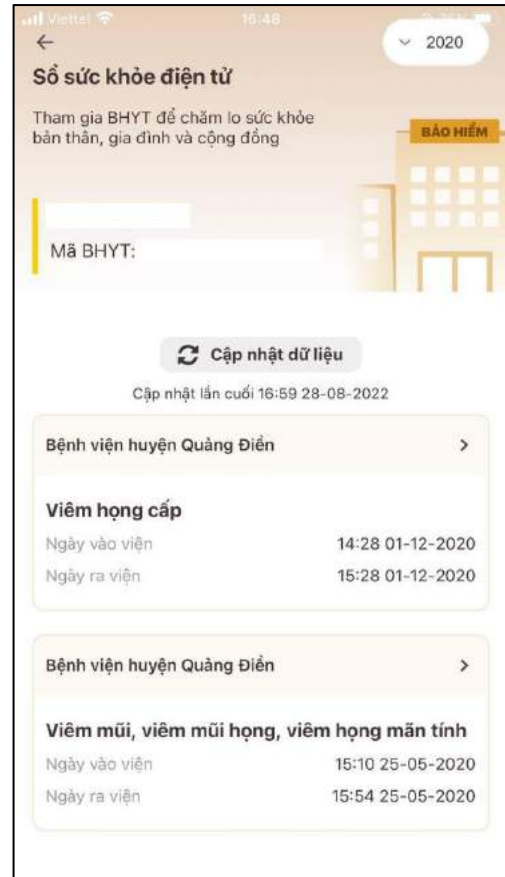 Viettel 16:48
2020
Sổ sức khỏe điện tử
Tham gia BHYT để chăm lo sức khỏe
bản thân, gia đình và cộng đồng
BẢO HIỂM
Mã BHYT:
Cập nhật dữ liệu
Cập nhật lần cuối 16:59 28-08-2022
Bệnh viện huyện Quảng Điền
Viêm họng cấp
Ngày vào viện 14:28 01-12-2020
Ngày ra viện 15:28 01-12-2020
Bệnh viện huyện Quảng Điền
Viêm mũi, viêm mũi họng, viêm họng mãn tính
Ngày vào viện 15:10 25-05-2020
Ngày ra viện 15:54 25-05-2020